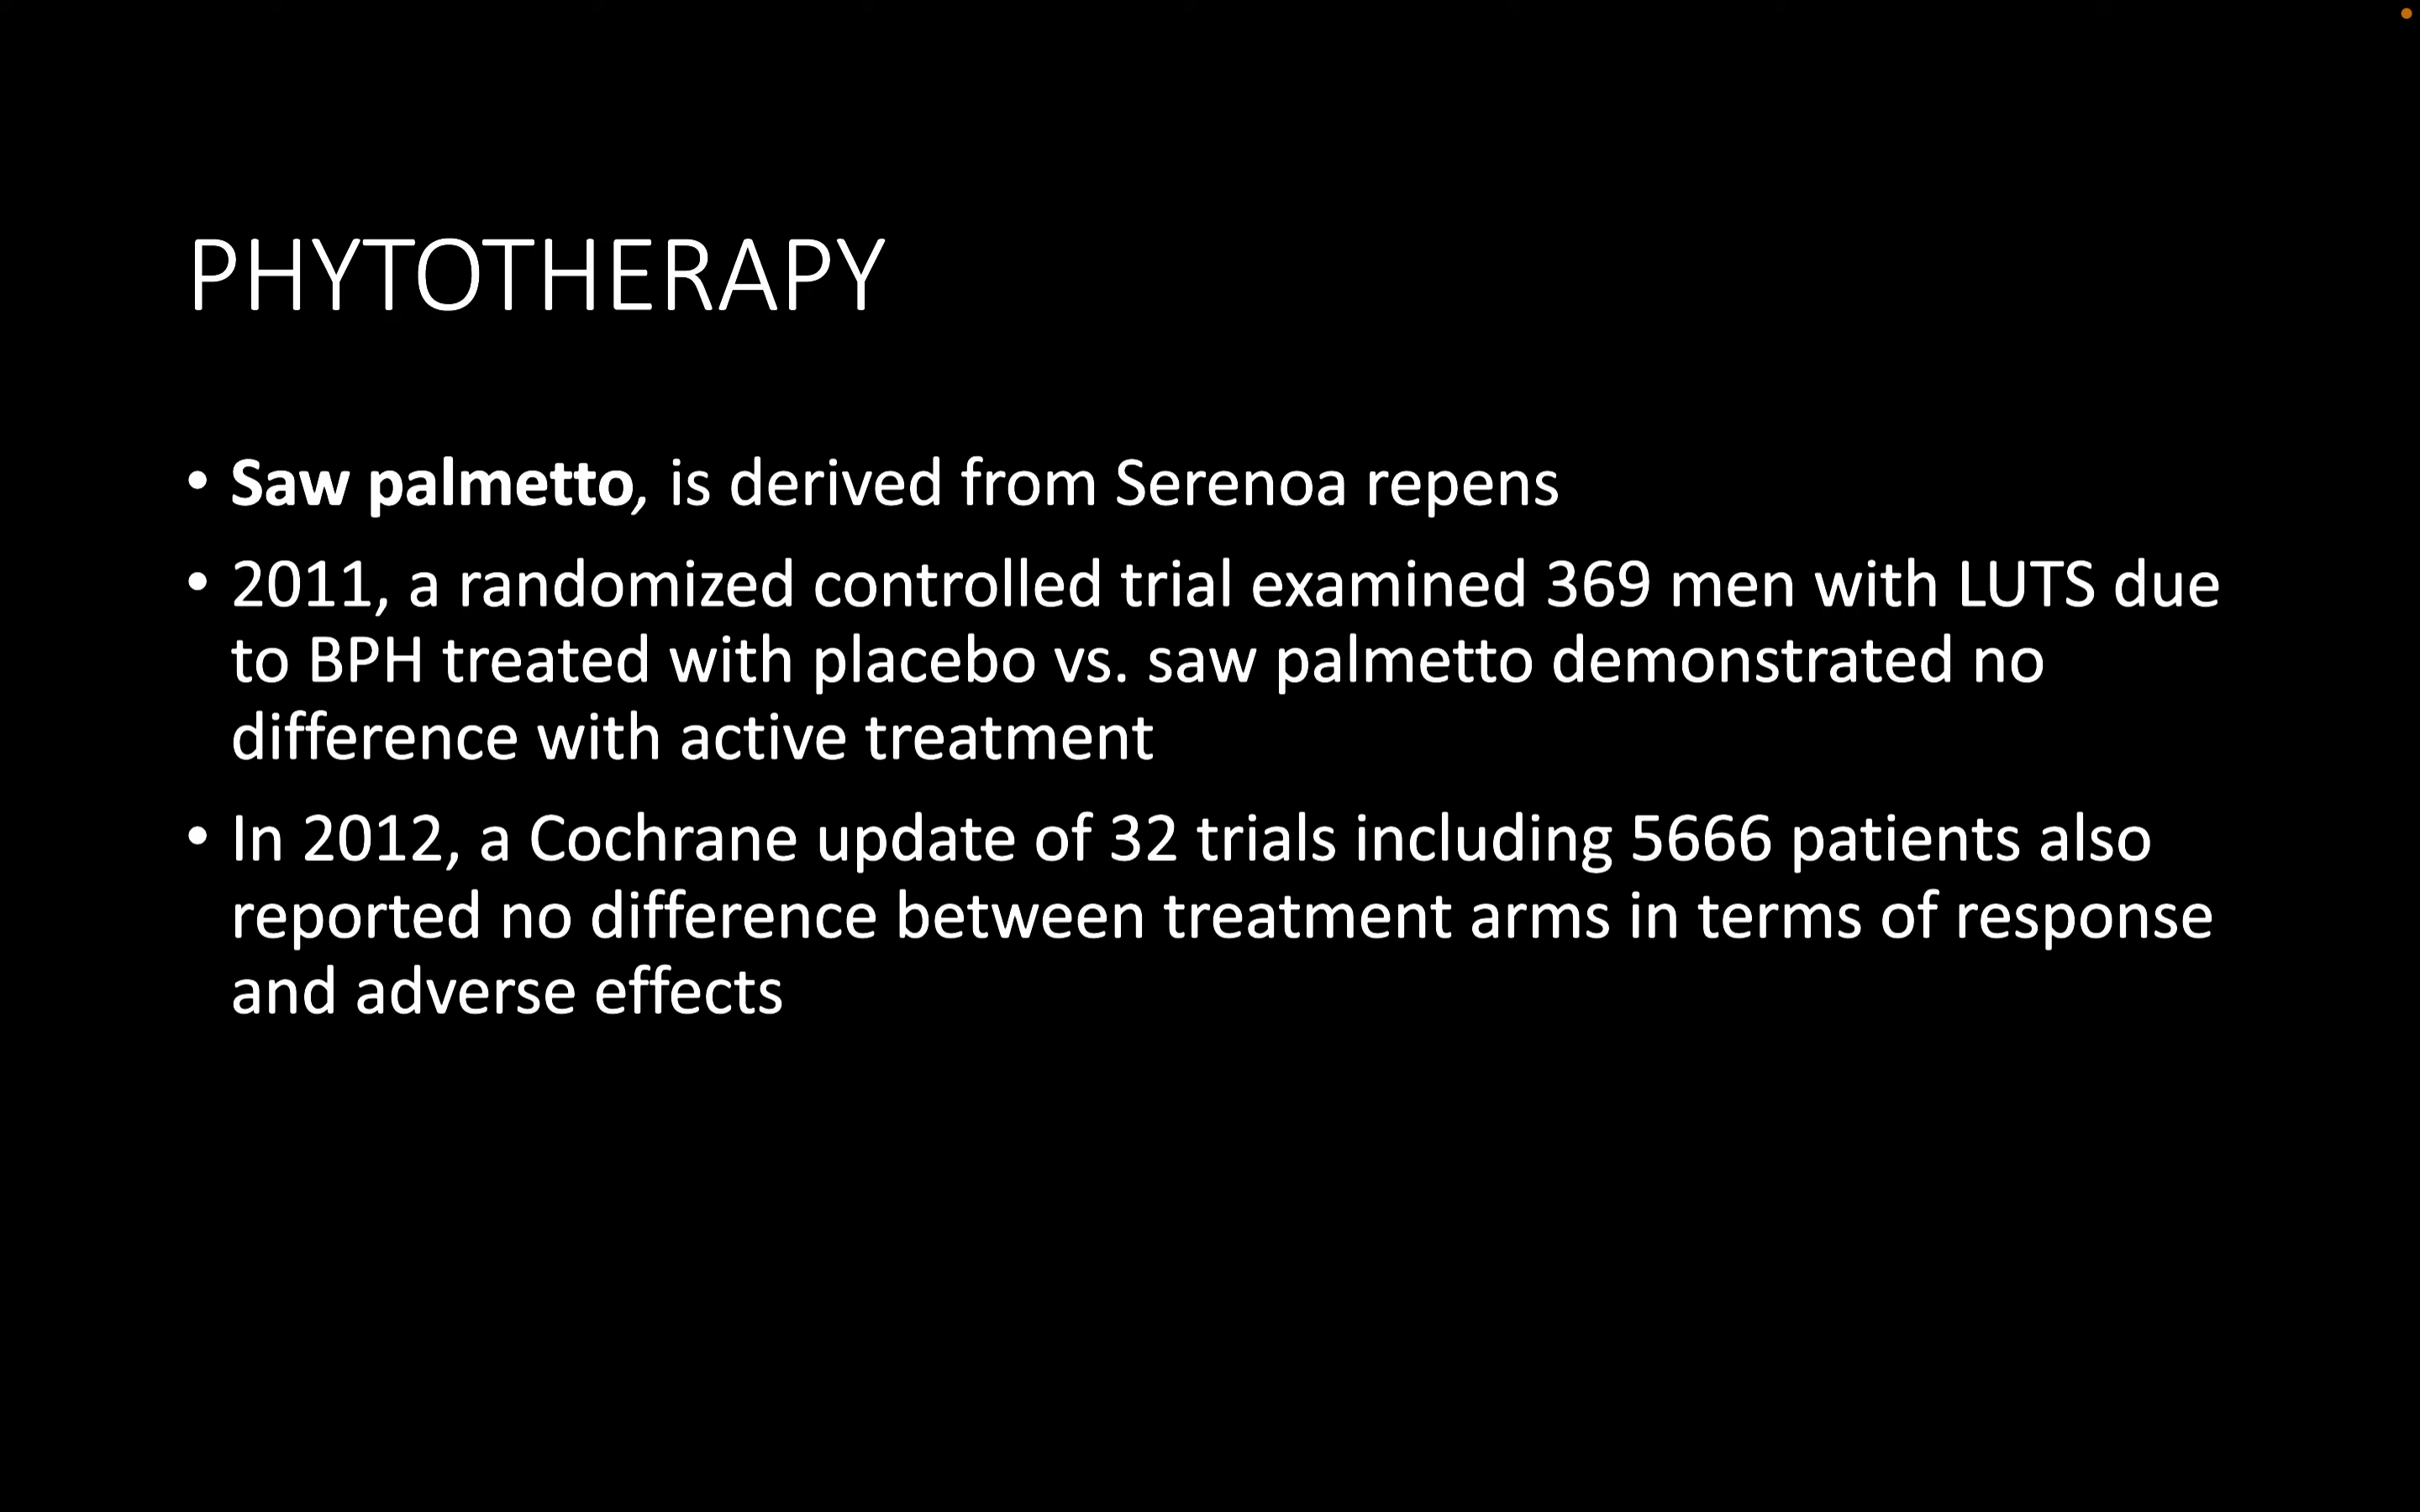 PHYTOTHERAPY
• Saw palmetto, is derived from Serenoa repens
• 2011, a randomized controlled trial examined 369 men with LUTS due
to BPH treated with placebo vs. saw palmetto demonstrated no
difference with active treatment
• In 2012, a Cochrane update of 32 trials including 5666 patients also
reported no difference between treatment arms in terms of response
and adverse effects